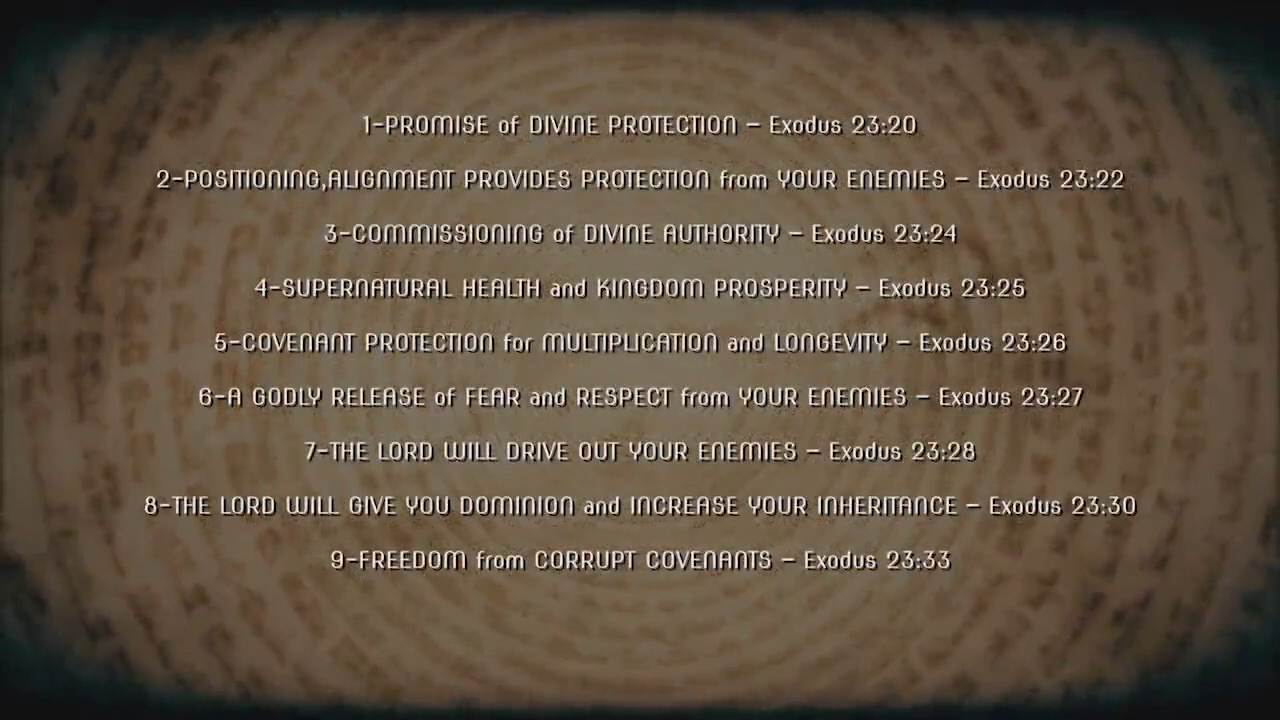 1-PROMISE of DIVINE PROTECTION – Exodus 23:20
2-POSITIONING,ALIGNMENT PROVIDES PROTECTION from YOUR ENEMIES – Exodus 23:22
3-COMMISSIONING of DIVINE AUTHORITY – Exodus 23:24
4-SUPERNATURAL HEALTH and KINGDOM PROSPERITY – Exodus 23:25
5-COVENANT PROTECTION for MULTIPLICATION and LONGEVITY – Exodus 23:26
6-A GODLY RELEASE of FEAR and RESPECT from YOUR ENEMIES – Exodus 23:27
7-THE LORD WILL DRIVE OUT YOUR ENEMIES – Exodus 23:28
8-THE LORD WILL GIVE YOU DOMINION and INCREASE YOUR INHERITANCE – Exodus 23:30
9-FREEDOM from CORRUPT COVENANTS – Exodus 23:33